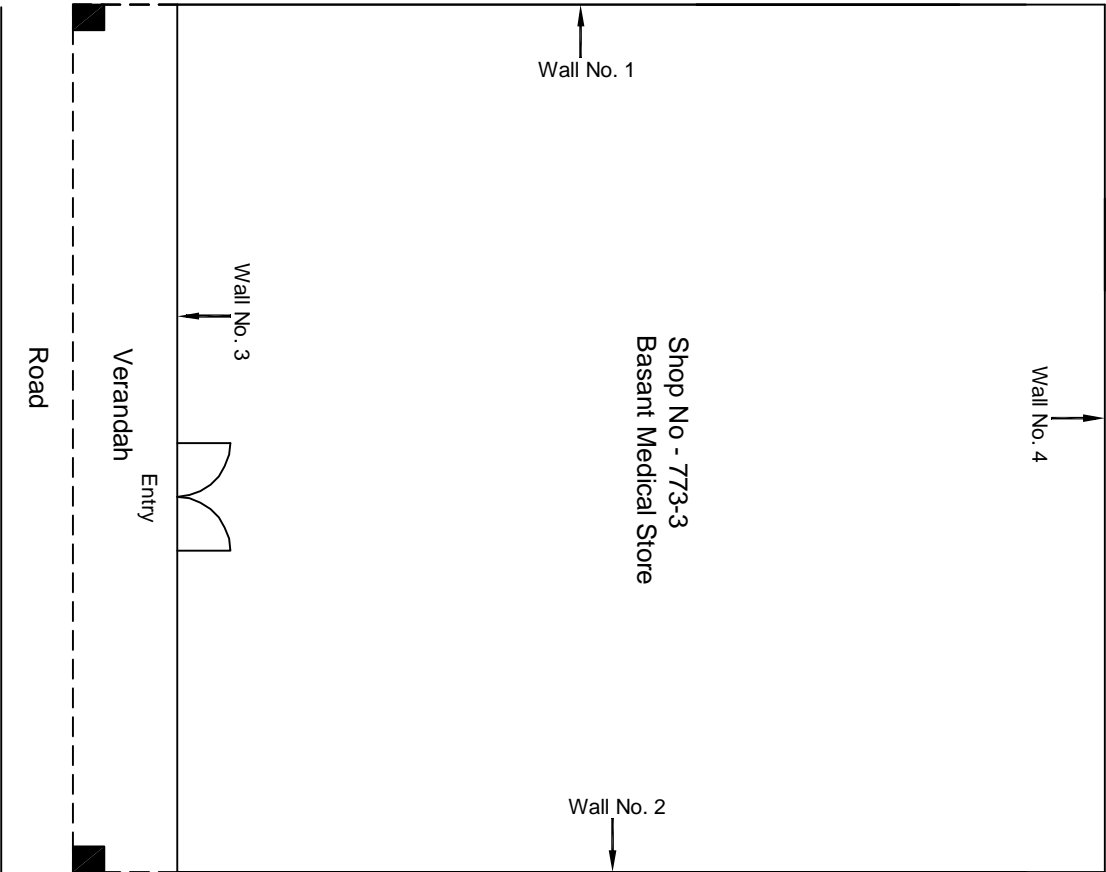 Wall No. 1
Wall No. 4
Wall No. 3
Shop No - 773-3
Basant Medical Store
Verandah
Entry
Road
Wall No. 2